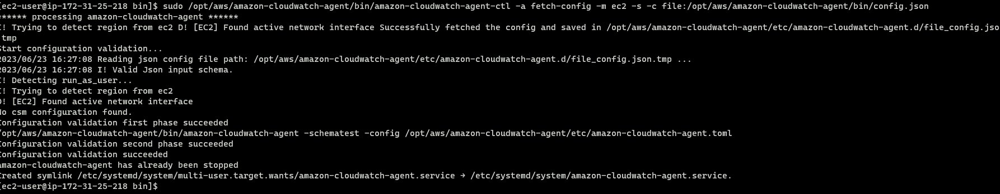 [ec2-user@ip-172-31-25-218 bin]$ sudo /opt/aws/amazon-cloudwatch-agent/bin/amazon-cloudwatch-agent-ctl -a fetch-config -m ec2 -s -c file:/opt/aws/amazon-cloudwatch-agent/bin/config.json
****** processing amazon-cloudwatch-agent ******
I! Trying to detect region from ec2 D! [EC2] Found active network interface Successfully fetched the config and saved in /opt/aws/amazon-cloudwatch-agent/etc/amazon-cloudwatch-agent.d/file_config.jso
.tmp
Start configuration validation...
2023/06/23 16:27:08 Reading json config file path: /opt/aws/amazon-cloudwatch-agent/etc/amazon-cloudwatch-agent.d/file_config.json.tmp ...
2023/06/23 16:27:08 I! Valid Json input schema.
I! Detecting run_as_user...
I! Trying to detect region from ec2
D! [EC2] Found active network interface
No csm configuration found.
Configuration validation first phase succeeded
/opt/aws/amazon-cloudwatch-agent/bin/amazon-cloudwatch-agent -schematest -config /opt/aws/amazon-cloudwatch-agent/etc/amazon-cloudwatch-agent.toml
Configuration validation second phase succeeded
Configuration validation succeeded
amazon-cloudwatch-agent has already been stopped
Created symlink /etc/systemd/system/multi-user.target.wants/amazon-cloudwatch-agent.service → /etc/systemd/system/amazon-cloudwatch-agent.service.
[ec2-user@ip-172-31-25-218 bin]$